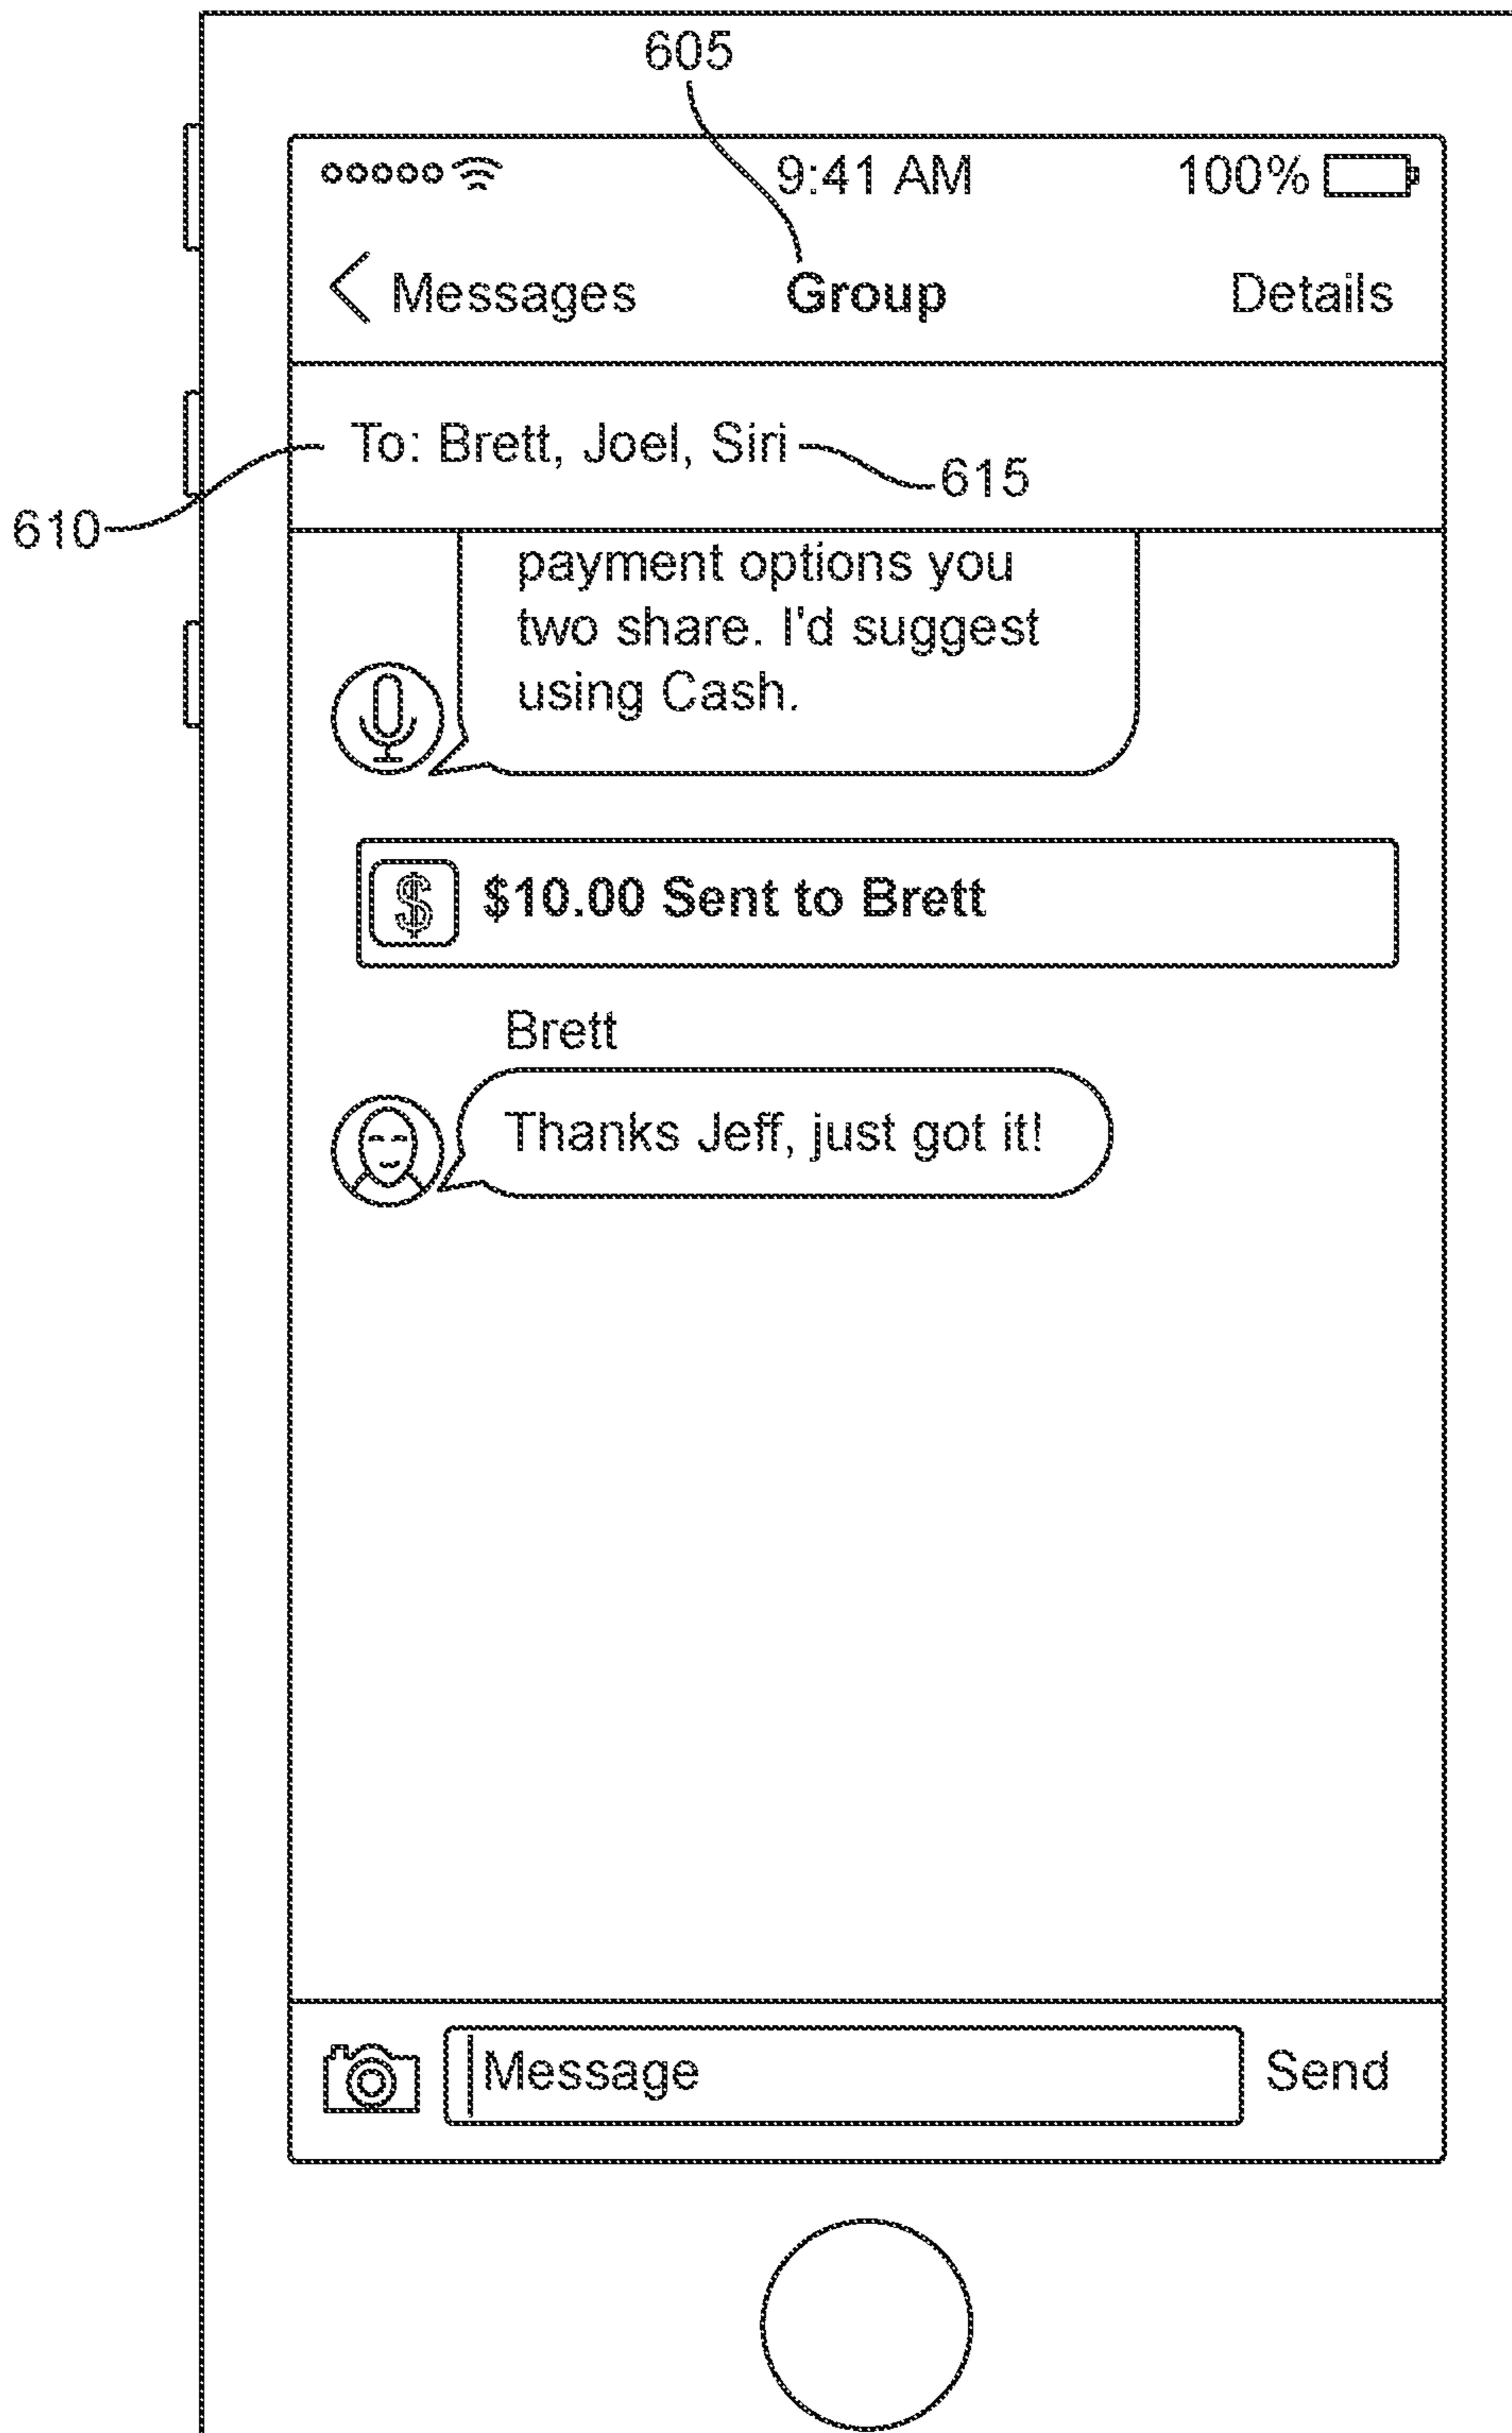 605
9:41 AM 100%
Messages Group Details
To: Brett, Joel, Siri
615
610
payment options you
two share. I'd suggest
using Cash.
$ $10.00 Sent to Brett
Brett
Thanks Jeff, just got it!
Message Send